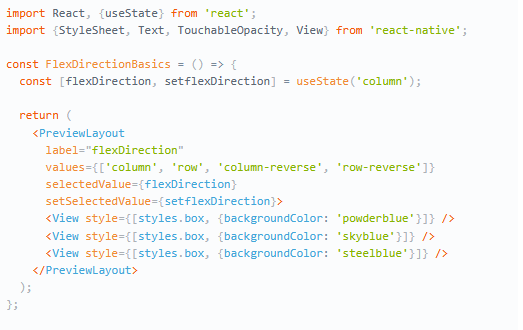 import React, {useState} from 'react';
import {StyleSheet, Text, TouchableOpacity, View} from 'react-native';

const FlexDirectionBasics = () => {
  const [flexDirection, setflexDirection] = useState('column');

  return (
    <PreviewLayout
      label="flexDirection"
      values={['column', 'row', 'column-reverse', 'row-reverse']}
      selectedValue={flexDirection}
      setSelectedValue={setflexDirection}>
      <View style={[styles.box, {backgroundColor: 'powderblue'}]} />
      <View style={[styles.box, {backgroundColor: 'skyblue'}]} />
      <View style={[styles.box, {backgroundColor: 'steelblue'}]} />
    </PreviewLayout>
  );
};